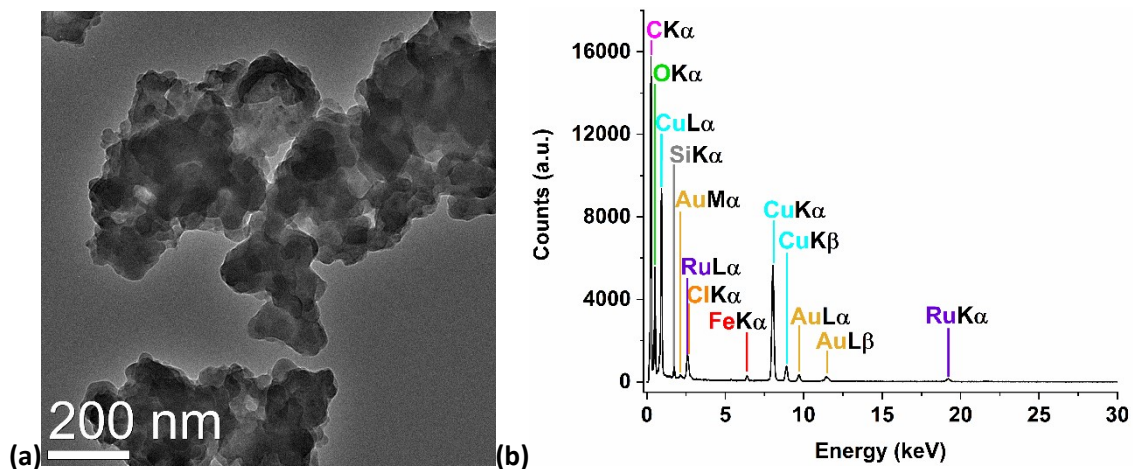 200 nm
(a)
(b)
CKα
OKα
CuLα
SiKα
AuMα
RuLα
ClKα
FeKα
CuKα
CuKβ
AuLα
AuLβ
RuKα
16000
12000
8000
4000
0
Counts (a.u.)
0 5 10 15 20 25 30
Energy (keV)